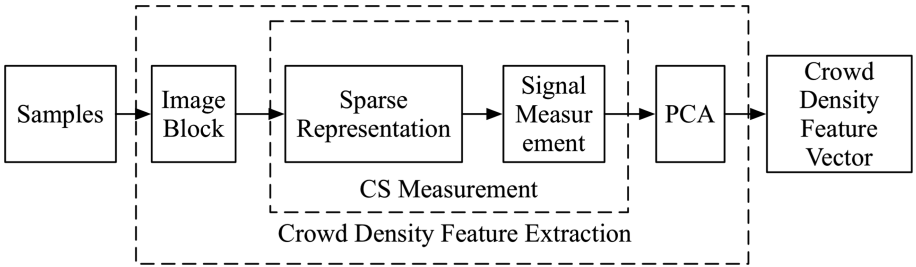 Samples
Image
Block
Sparse
Representation
Signal
Measur
ement
PCA
Crowd
Density
Feature
Vector
CS Measurement
Crowd Density Feature Extraction